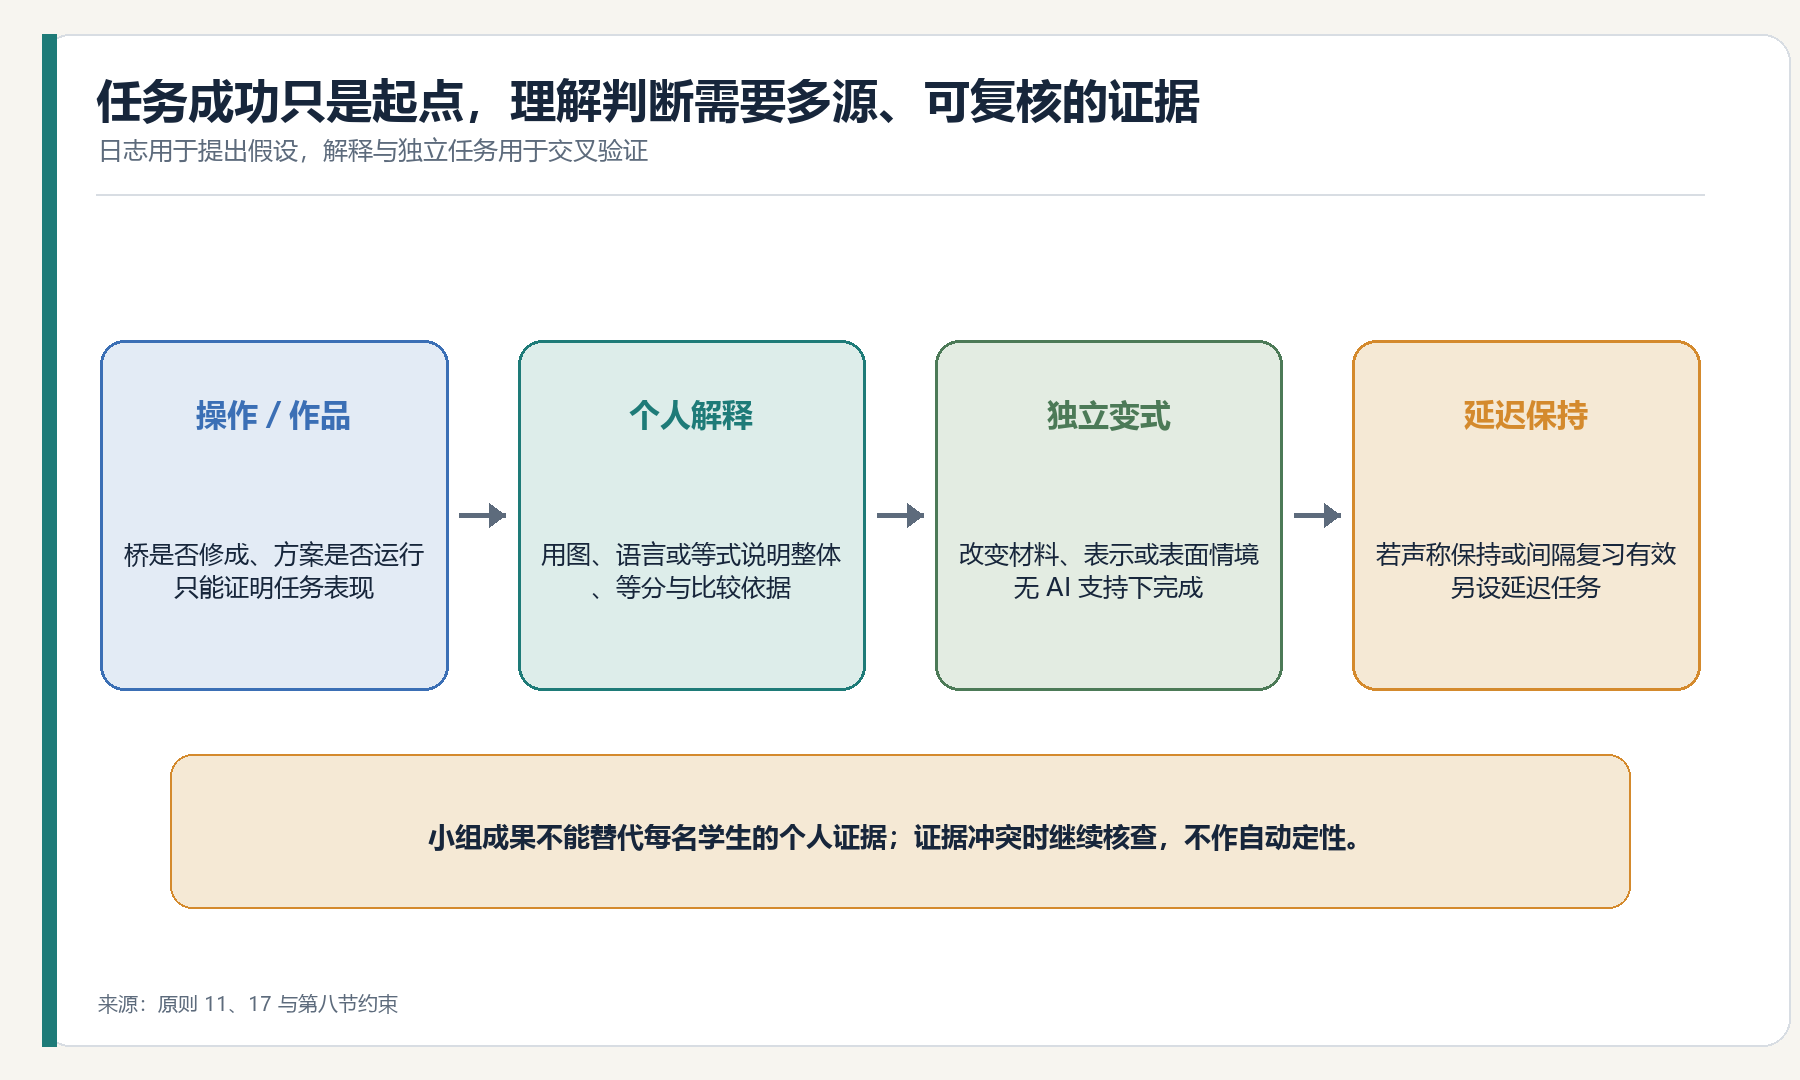 任务成功只是起点，理解判断需要多源、可复核的证据
日志用于提出假设，解释与独立任务用于交叉验证
操作 / 作品
桥是否修成、方案是否运行
只能证明任务表现
个人解释
用图、语言或等式说明整体
、等分与比较依据
独立变式
改变材料、表示或表面情境
无 AI 支持下完成
延迟保持
若声称保持或间隔复习有效
另设延迟任务
小组成果不能替代每名学生的个人证据；证据冲突时继续核查，不作自动定性。
来源：原则 11、17 与第八节约束